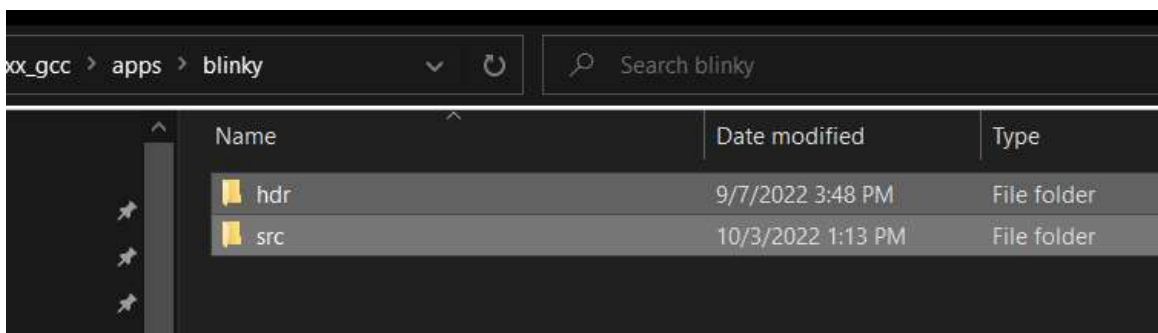 xx_gcc > apps > blinky Search blinky
Name Date modified Type
hdr 9/7/2022 3:48 PM File folder
src 10/3/2022 1:13 PM File folder